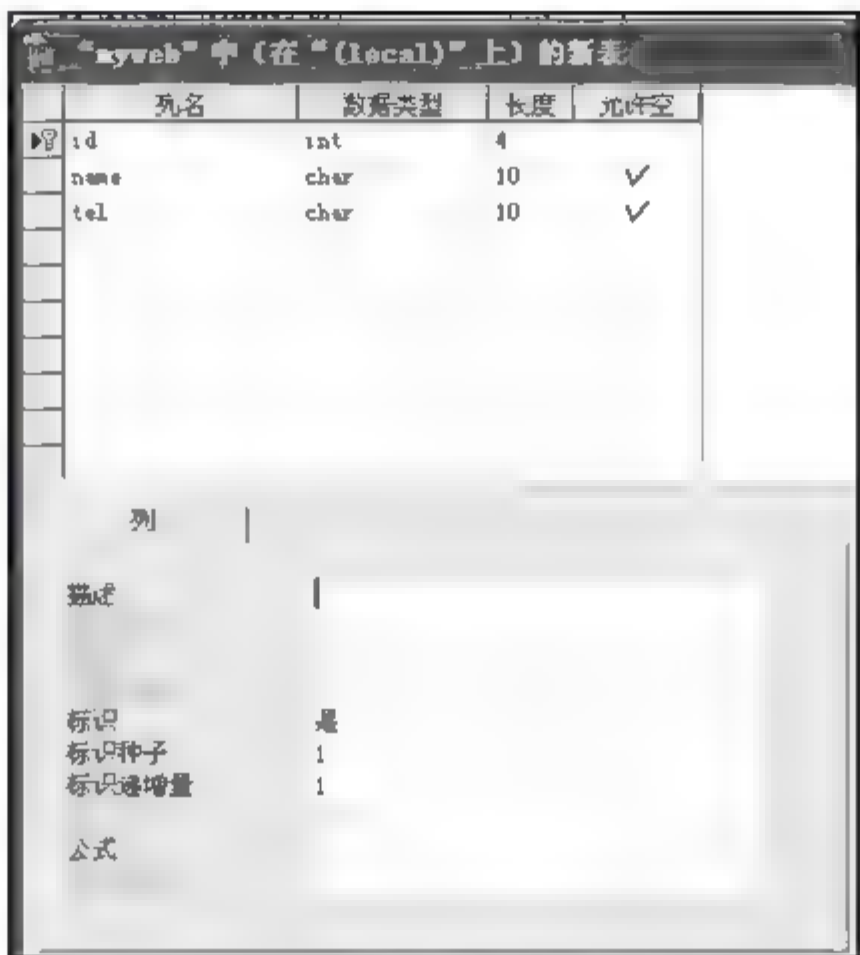 "myweb" 中 (在 "(local)" 上) 的新表
列名 数据类型 长度 允许空
id int 4
name char 10
tel char 10
列
描述
标识 是
标识种子 1
标识递增量 1
公式